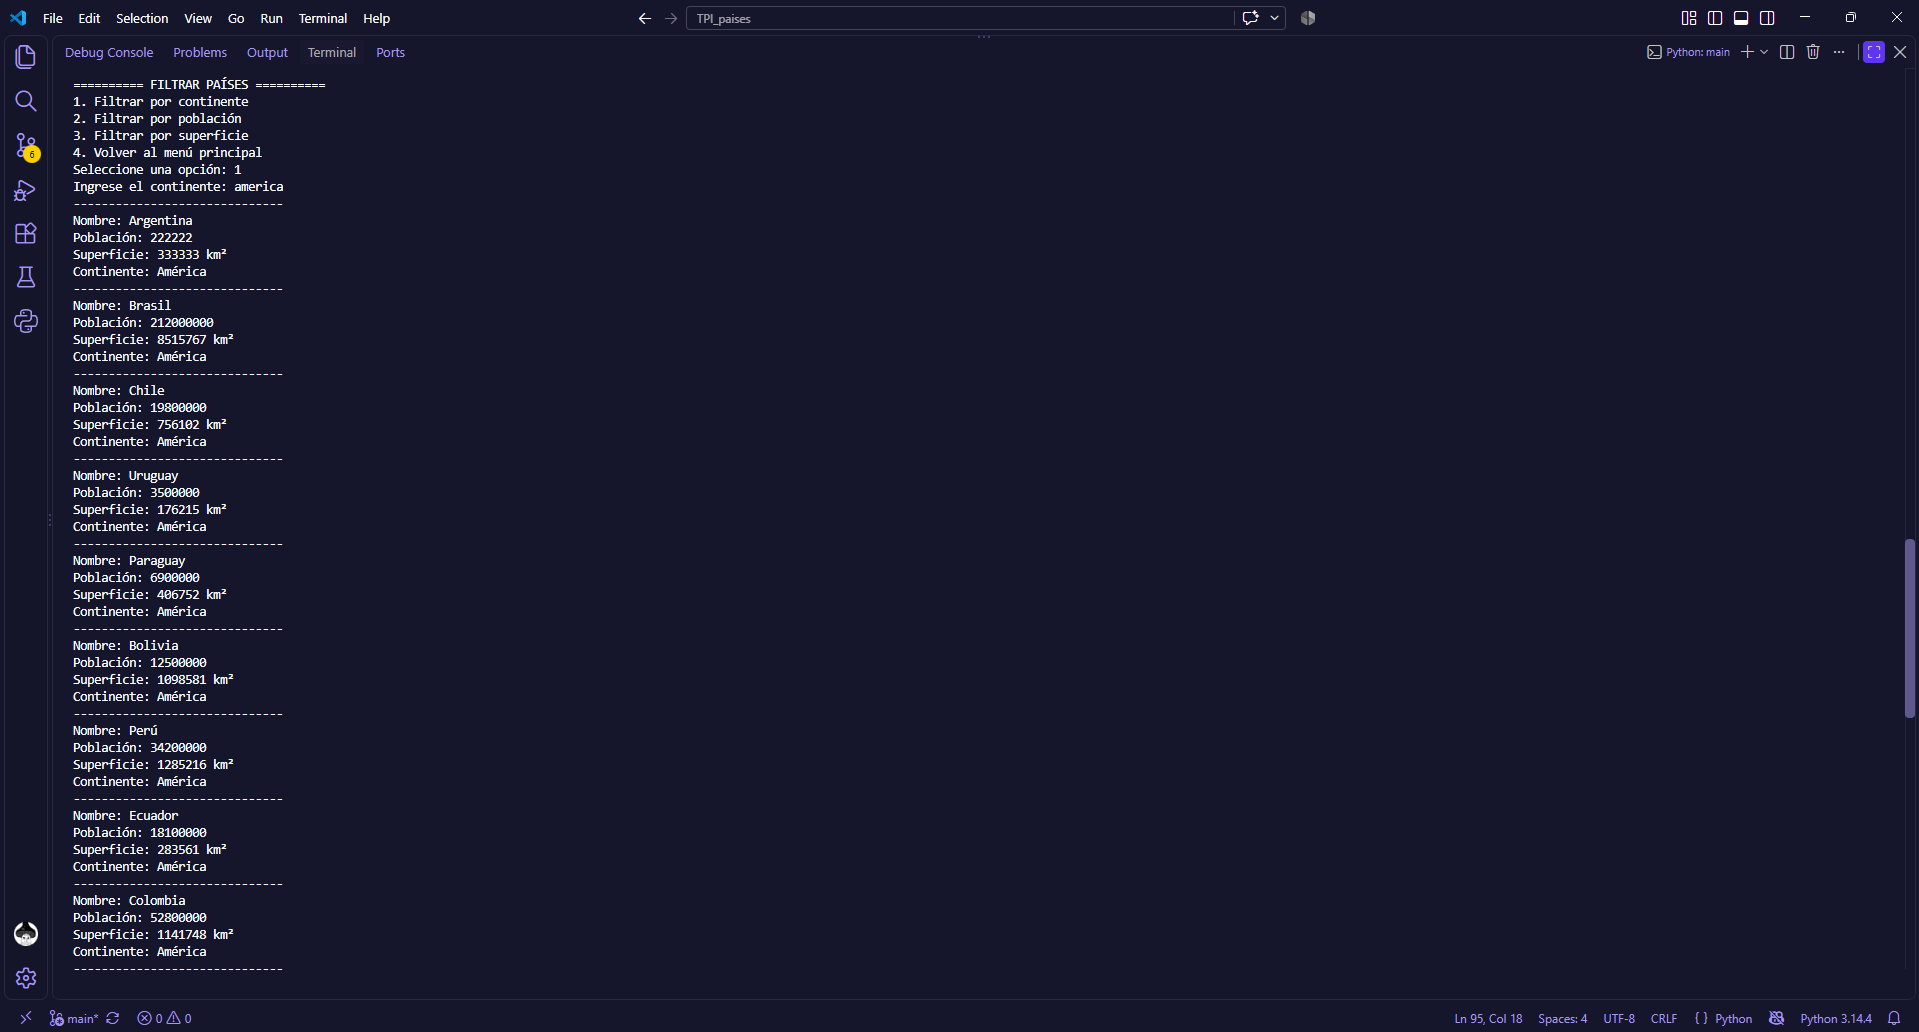 File Edit Selection View Go Run Terminal Help
TPI_paises
Debug Console Problems Output Terminal Ports
Python: main
========== FILTRAR PAÍSES ==========
1. Filtrar por continente
2. Filtrar por población
3. Filtrar por superficie
4. Volver al menú principal
Seleccione una opción: 1
Ingrese el continente: america
------------------------------
Nombre: Argentina
Población: 222222
Superficie: 333333 km²
Continente: América
------------------------------
Nombre: Brasil
Población: 212000000
Superficie: 8515767 km²
Continente: América
------------------------------
Nombre: Chile
Población: 19800000
Superficie: 756102 km²
Continente: América
------------------------------
Nombre: Uruguay
Población: 3500000
Superficie: 176215 km²
Continente: América
------------------------------
Nombre: Paraguay
Población: 6900000
Superficie: 406752 km²
Continente: América
------------------------------
Nombre: Bolivia
Población: 12500000
Superficie: 1098581 km²
Continente: América
------------------------------
Nombre: Perú
Población: 34200000
Superficie: 1285216 km²
Continente: América
------------------------------
Nombre: Ecuador
Población: 18100000
Superficie: 283561 km²
Continente: América
------------------------------
Nombre: Colombia
Población: 52800000
Superficie: 1141748 km²
Continente: América
------------------------------
6
main* 0 0
Ln 95, Col 18 Spaces: 4 UTF-8 CRLF {} Python Python 3.14.4